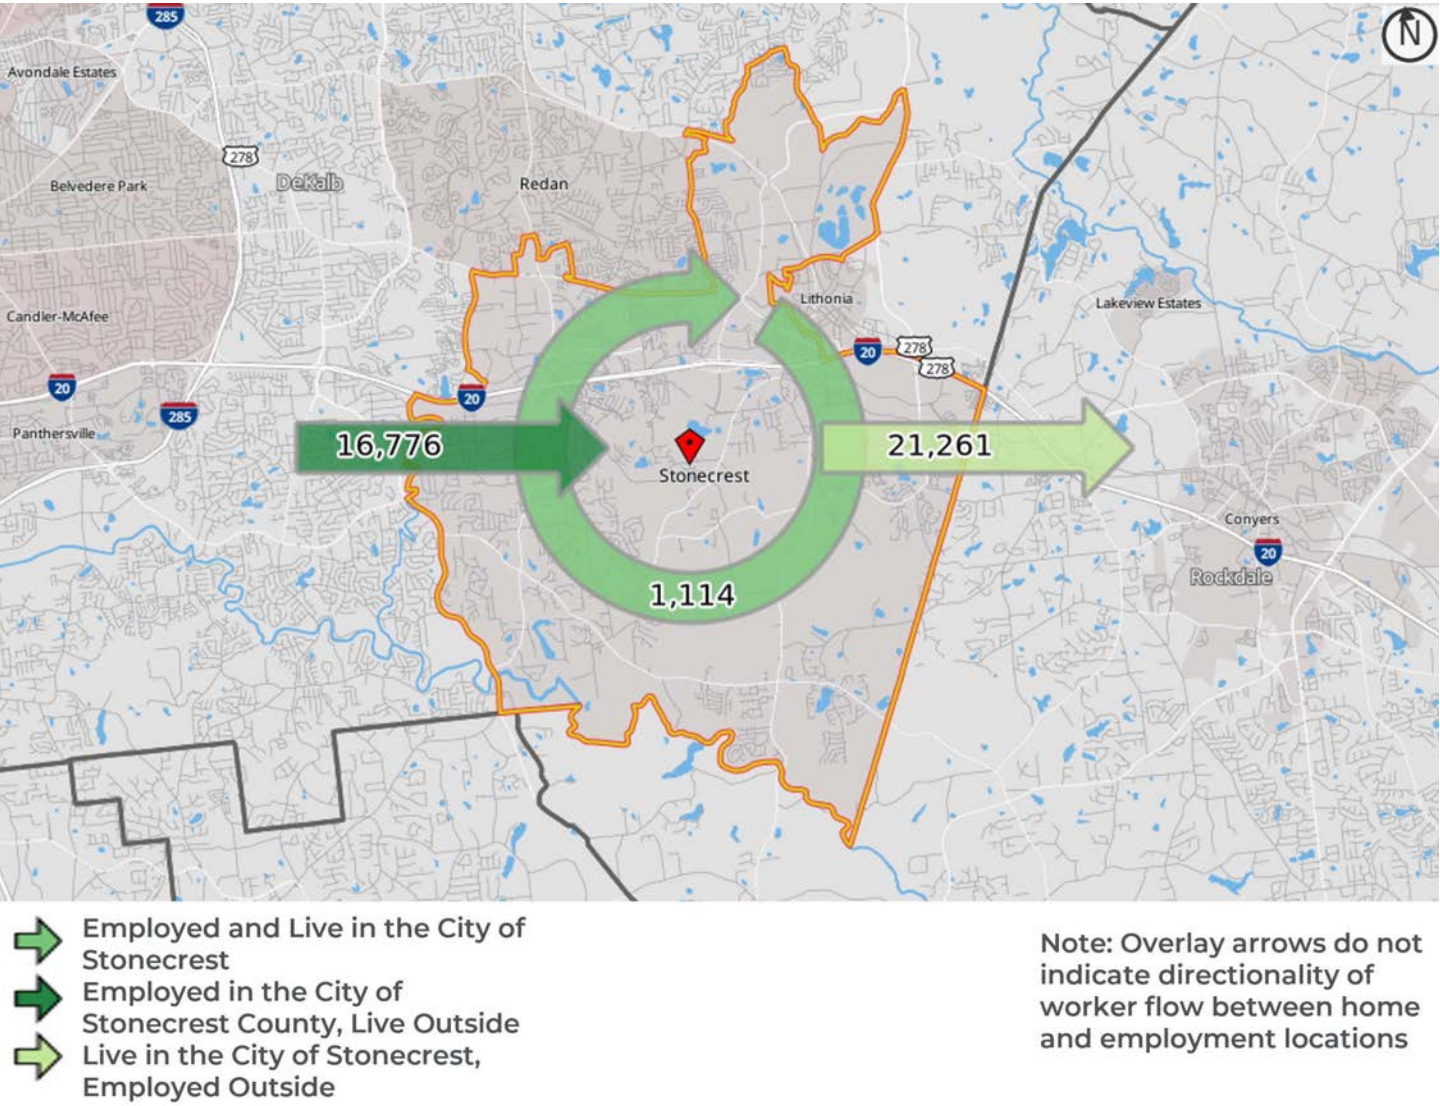 285
N
Avondale Estates
278
Belvedere Park
DeKalb
Redan
Candler-McAfee
Lithonia
Lakeview Estates
20
278
278
20
20
285
Panthersville
16,776
21,261
Stonecrest
Conyers
20
Rockdale
1,114
Employed and Live in the City of
Stonecrest
Employed in the City of
Stonecrest County, Live Outside
Live in the City of Stonecrest,
Employed Outside
Note: Overlay arrows do not
indicate directionality of
worker flow between home
and employment locations